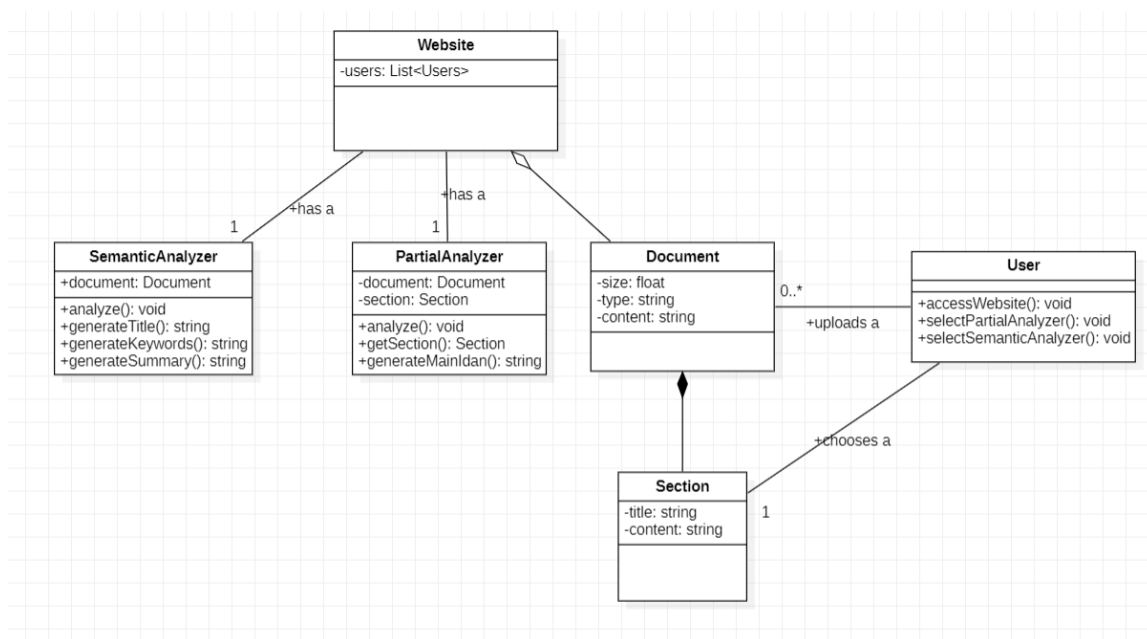 Website
-users: List<Users>
+has a
1
+has a
1
SemanticAnalyzer
+document: Document
+analyze(): void
+generateTitle(): string
+generateKeywords(): string
+generateSummary(): string
PartialAnalyzer
-document: Document
-section: Section
+analyze(): void
+getSection(): Section
+generateMainIdan(): string
Document
-size: float
-type: string
-content: string
0..*
+uploads a
User
+accessWebsite(): void
+selectPartialAnalyzer(): void
+selectSemanticAnalyzer(): void
+chooses a
1
Section
-title: string
-content: string